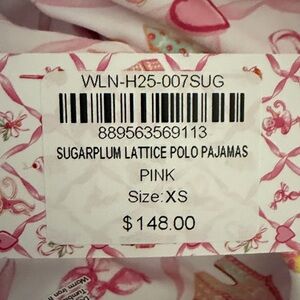 WLN-H25-007SUG
889563569113
SUGARPLUM LATTICE POLO PAJAMAS
PINK
Size: XS
$148.00